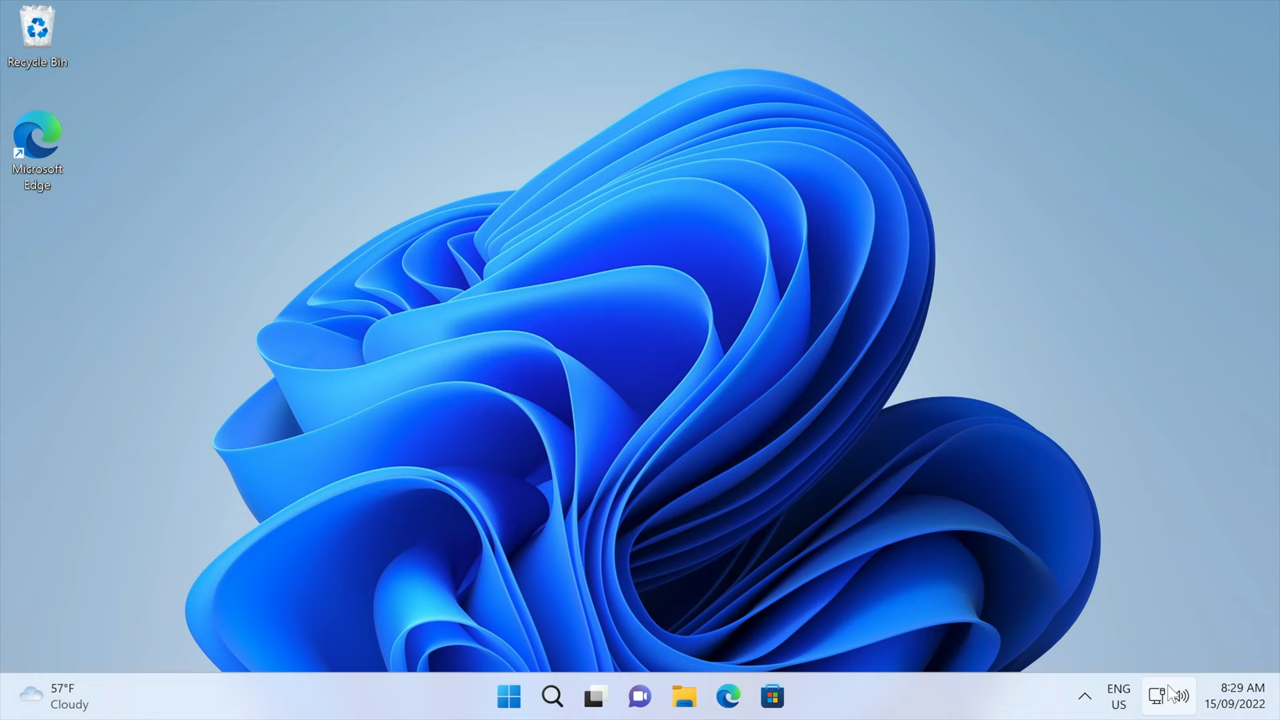 Recycle Bin
Microsoft
Edge
57°F
Cloudy
ENG
US
8:29 AM
15/09/2022